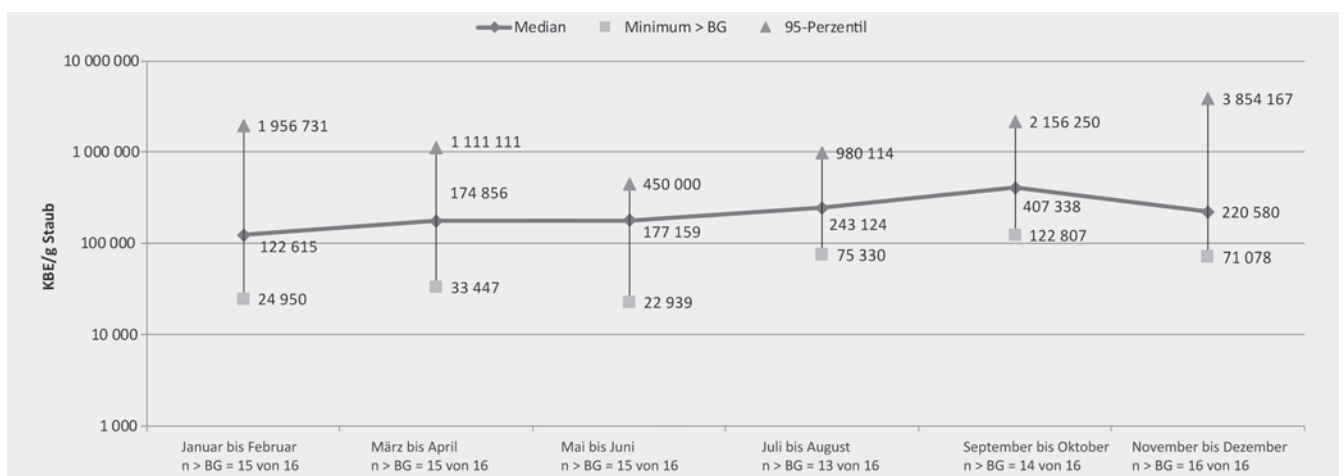 Median Minimum > BG 95-Perzentil
KBE/g Staub
10 000 000
1 000 000
100 000
10 000
1 000
1 956 731
122 615
24 950
1 111 111
174 856
33 447
450 000
177 159
22 939
980 114
243 124
75 330
2 156 250
407 338
122 807
3 854 167
220 580
71 078
Januar bis Februar
n > BG = 15 von 16
März bis April
n > BG = 15 von 16
Mai bis Juni
n > BG = 15 von 16
Juli bis August
n > BG = 13 von 16
September bis Oktober
n > BG = 14 von 16
November bis Dezember
n > BG = 16 von 16